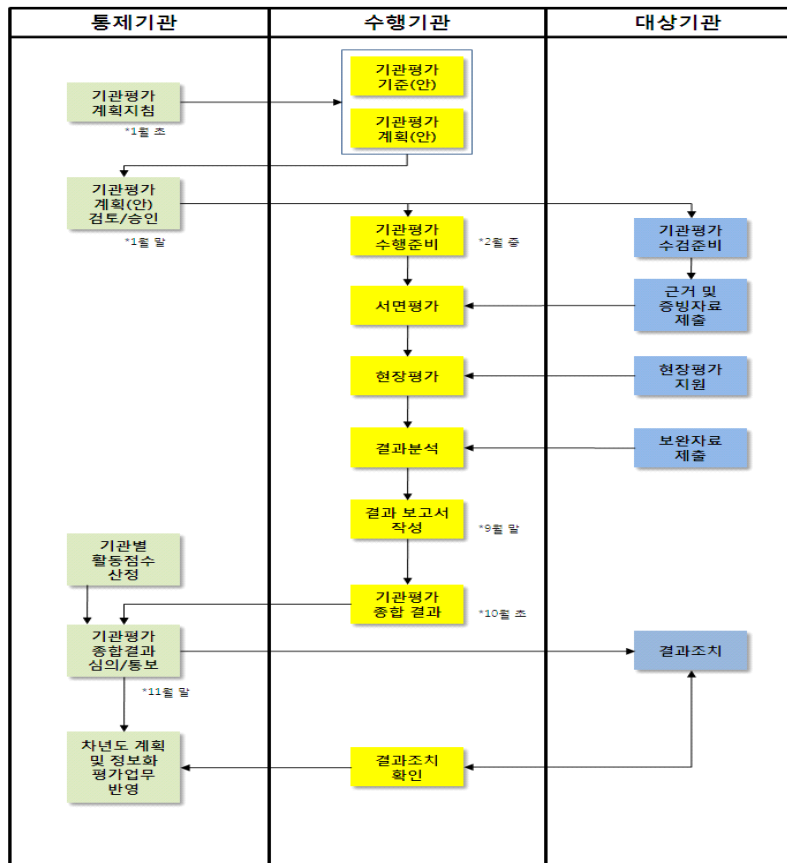 통제기관
수행기관
대상기관
기관평가
계획지침
*1월 초
기관평가
기준(안)
기관평가
계획(안)
기관평가
계획(안)
검토/승인
*1월 말
기관평가
수행준비
*2월 중
기관평가
수검준비
서면평가
근거 및
증빙자료
제출
현장평가
현장평가
지원
결과분석
보완자료
제출
결과 보고서
작성
*9월 말
기관별
활동점수
산정
기관평가
종합 결과
*10월 초
기관평가
종합결과
심의/통보
*11월 말
결과조치
차년도 계획
및 정보화
평가업무
반영
결과조치
확인